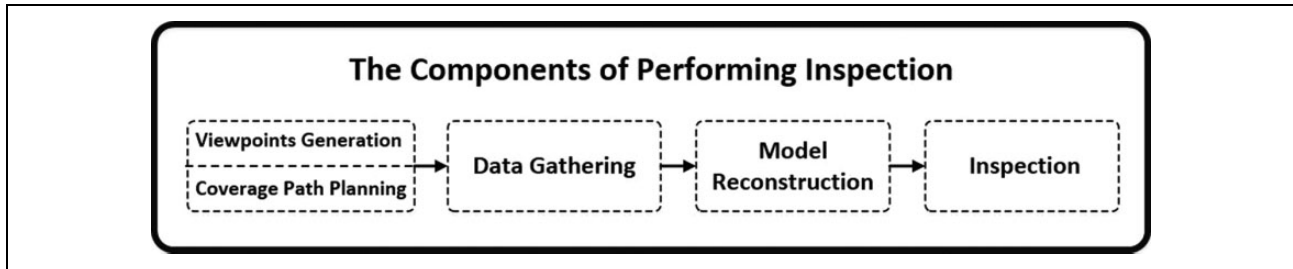 The Components of Performing Inspection
Viewpoints Generation
Coverage Path Planning
Data Gathering
Model
Reconstruction
Inspection